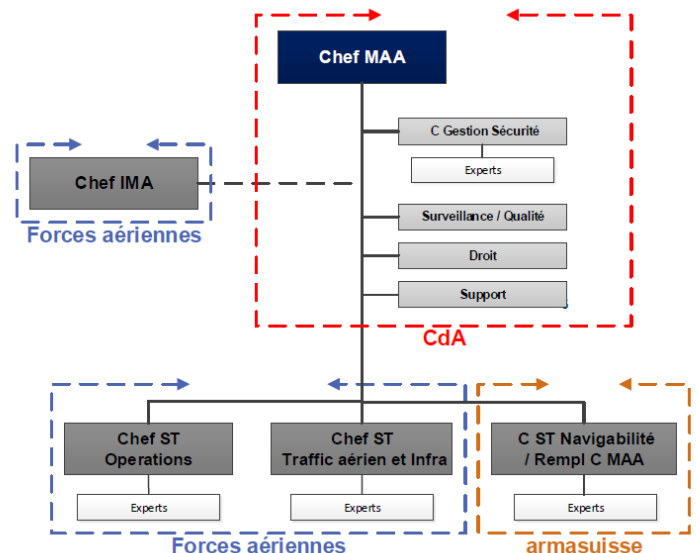 Chef MAA
C Gestion Sécurité
Experts
Chef IMA
Forces aériennes
Surveillance / Qualité
Droit
Support
CdA
Chef ST
Operations
Experts
Chef ST
Traffic aérien et Infra
Experts
C ST Navigabilité
/ Rempl C MAA
Experts
Forces aériennes
armasuisse